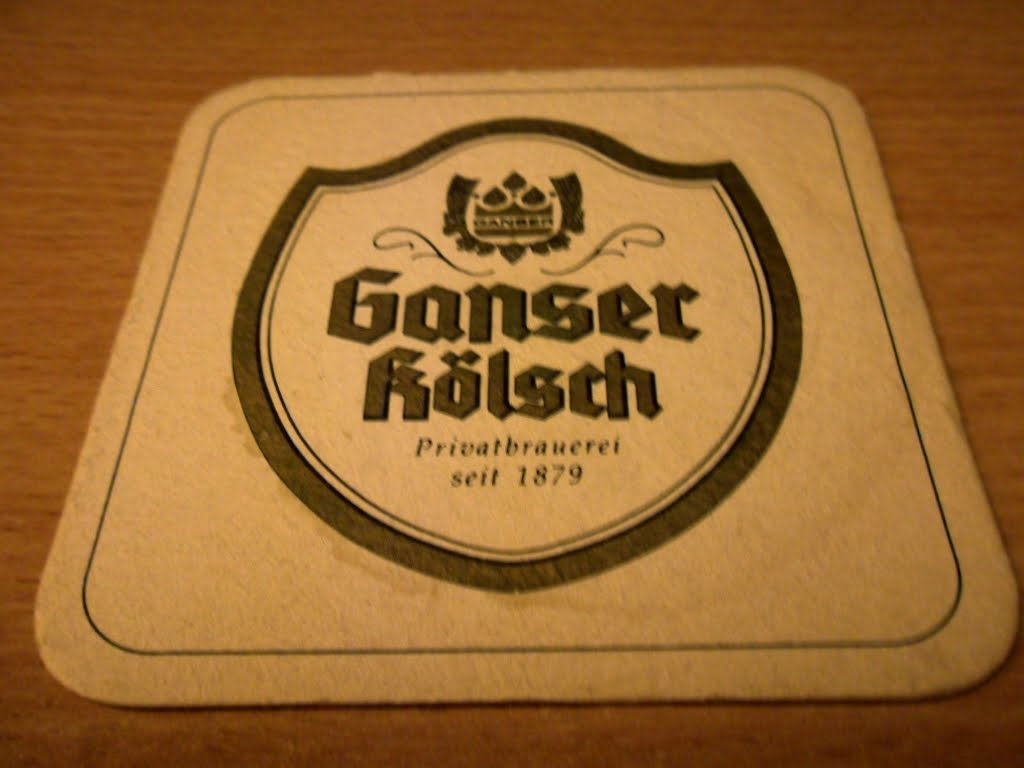 GANSER
Ganser
Kölsch
Privatbrauerei
seit 1879